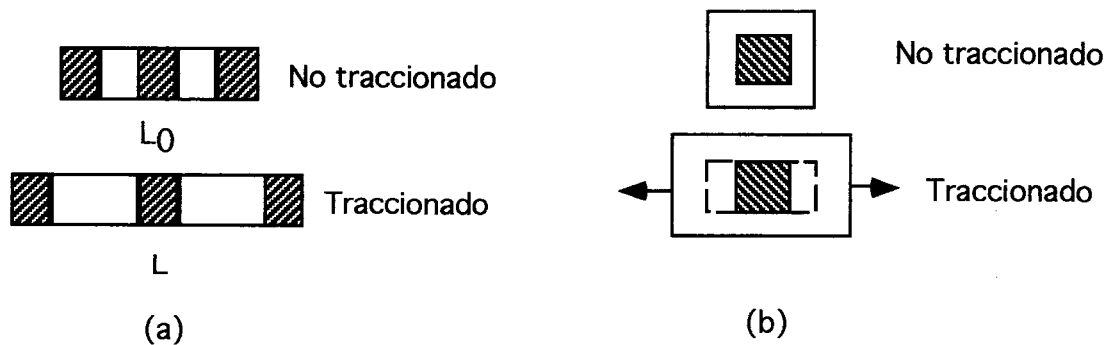 No traccionado
L0
Traccionado
L
(a)
No traccionado
Traccionado
(b)